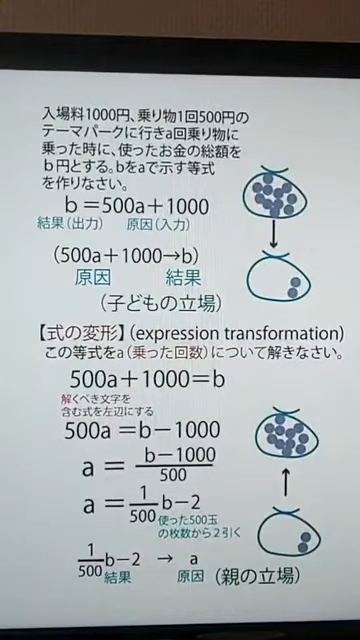 入場料1000円、乗り物1回500円の
テーマパークに行きa回乗り物に
乗った時に、使ったお金の総額を
b円とする。bをaで示す等式
を作りなさい。
b＝500a＋1000
結果（出力） 原因（入力）
(500a＋1000→b)
原因 結果
（子どもの立場）
【式の変形】(expression transformation)
この等式をa（乗った回数）について解きなさい。
500a＋1000＝b
解くべき文字を
含む式を左辺にする
500a＝b－1000
a＝ b－1000/500
a＝ 1/500 b－2
使った500玉
の枚数から２引く
1/500 b－2 → a
結果 原因 （親の立場）